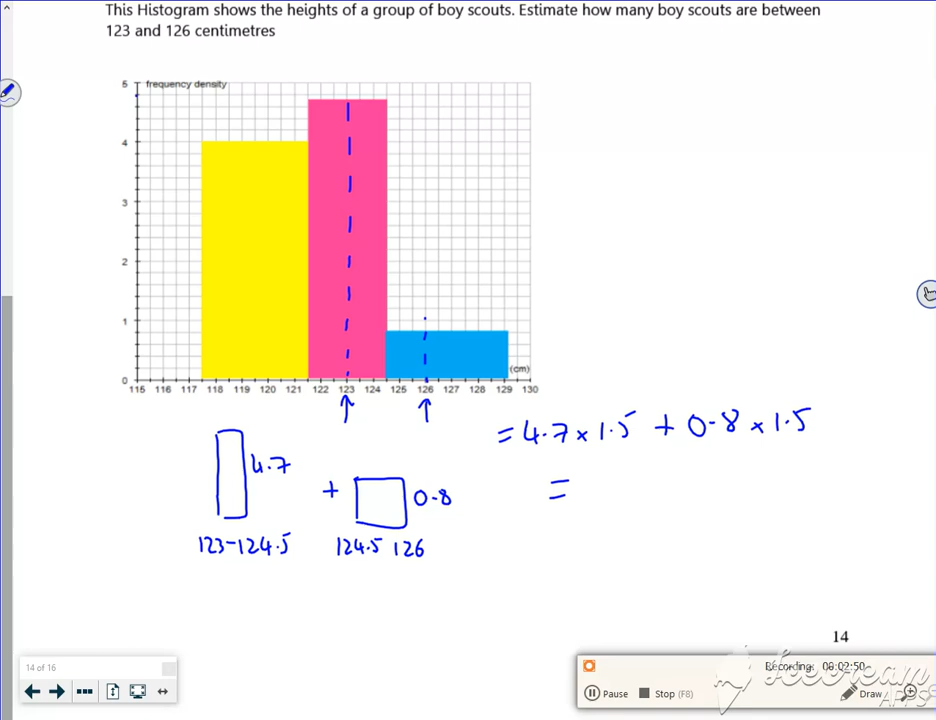 This Histogram shows the heights of a group of boy scouts. Estimate how many boy scouts are between
123 and 126 centimetres
5 frequency density
4
3
2
1
0
(cm)
115 116 117 118 119 120 121 122 123 124 125 126 127 128 129 130
= 4.7 × 1.5 + 0.8 × 1.5
4.7
+ 0.8
=
123-124.5 124.5 126
14
14 of 16
Recording: 00:02:50
Icecream
APPS
Pause Stop (F8) Draw